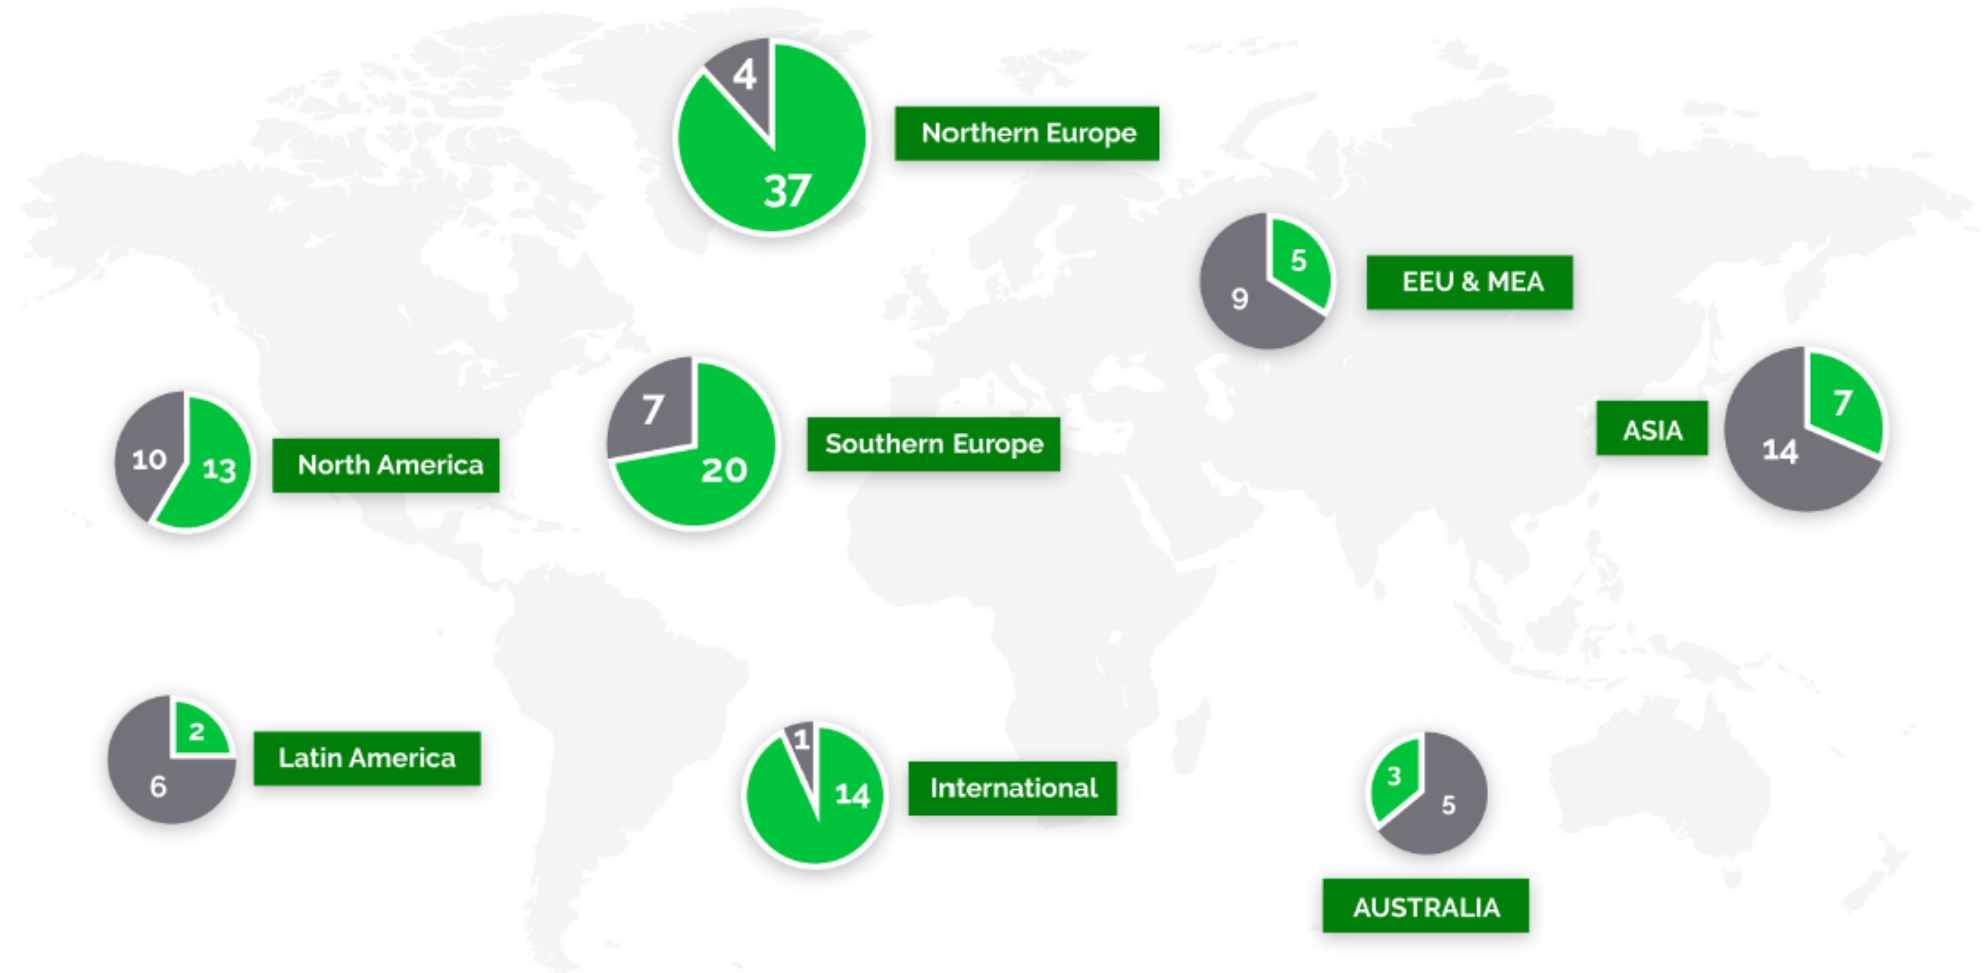 4
37
Northern Europe
5
9
EEU & MEA
7
20
Southern Europe
7
14
ASIA
10
13
North America
2
6
Latin America
1
14
International
3
5
AUSTRALIA